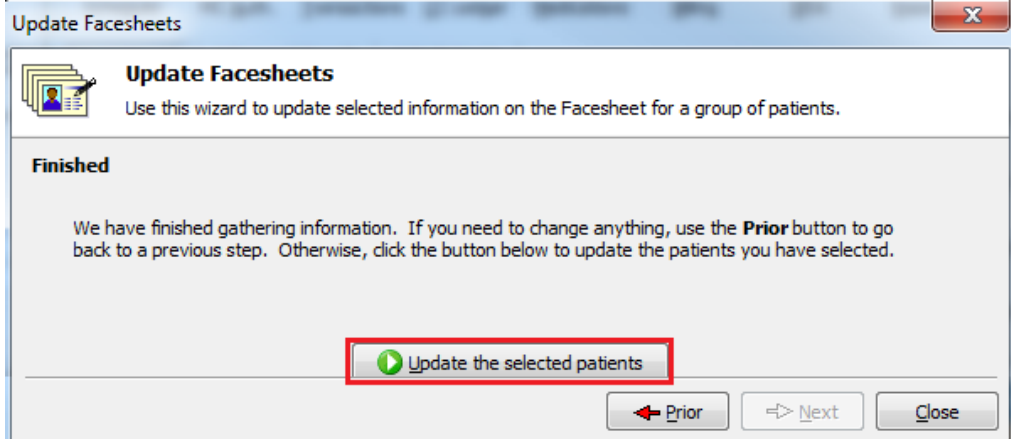 Update Facesheets
Update Facesheets
Use this wizard to update selected information on the Facesheet for a group of patients.
Finished
We have finished gathering information. If you need to change anything, use the Prior button to go
back to a previous step. Otherwise, click the button below to update the patients you have selected.
Update the selected patients
Prior Next Close